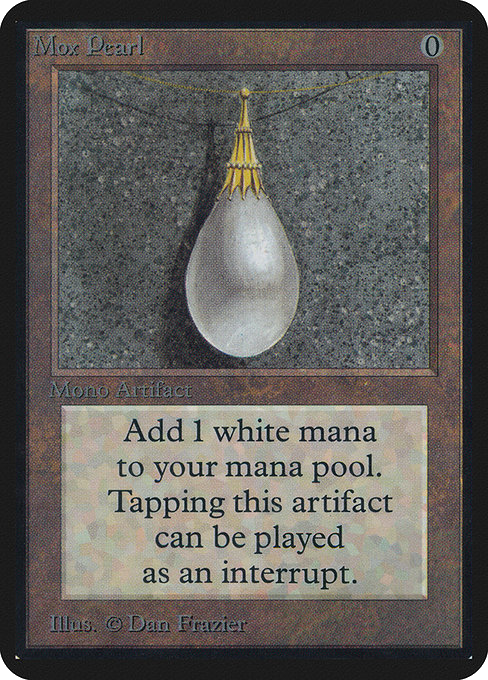 Mox Pearl 0
Mono Artifact
Add 1 white mana
to your mana pool.
Tapping this artifact
can be played
as an interrupt.
Illus. © Dan Frazier